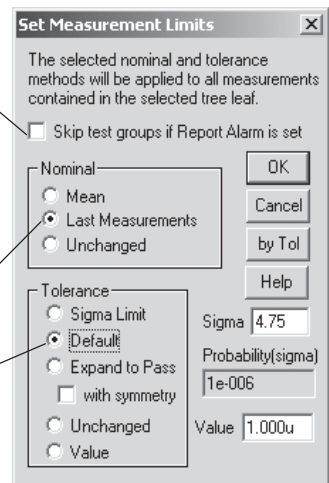 Set Measurement Limits
The selected nominal and tolerance
methods will be applied to all measurements
contained in the selected tree leaf.
Skip test groups if Report Alarm is set
Nominal
Mean
Last Measurements
Unchanged
OK
Cancel
by Tol
Help
Tolerance
Sigma Limit
Default
Expand to Pass
with symmetry
Unchanged
Value
Sigma 4.75
Probability(sigma)
1e-006
Value 1.000u